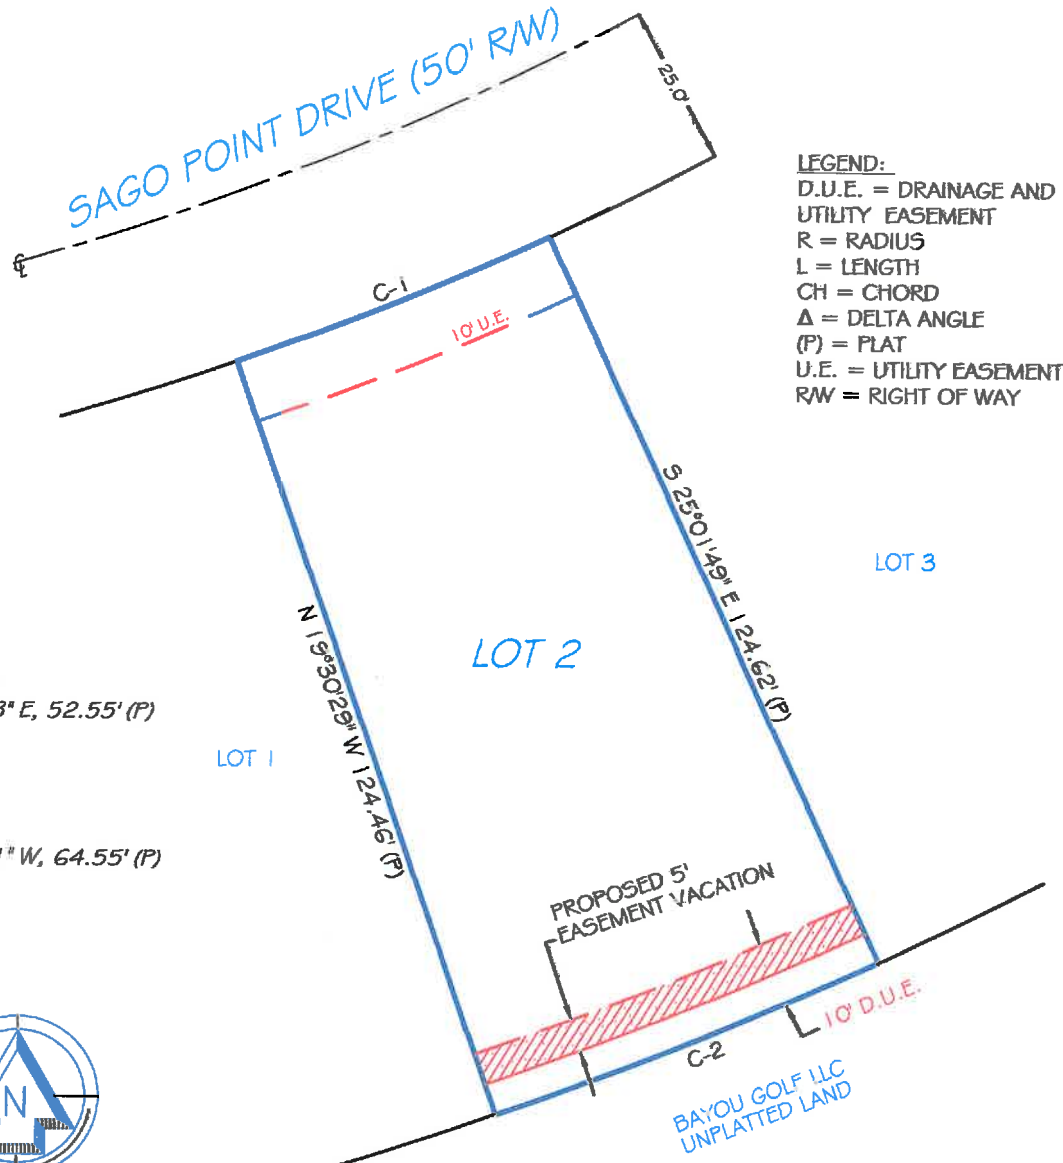 SAGO POINT DRIVE (50' R/W)
25.0'
LEGEND:
D.U.E. = DRAINAGE AND
UTILITY EASEMENT
R = RADIUS
L = LENGTH
CH = CHORD
Δ = DELTA ANGLE
(P) = PLAT
U.E. = UTILITY EASEMENT
R/W = RIGHT OF WAY
℄
C-1
10' U.E.
S 25°01'49" E 124.62' (P)
LOT 3
N 19°30'29" W 124.46' (P)
LOT 2
" E, 52.55' (P)
LOT 1
" W, 64.55' (P)
PROPOSED 5'
EASEMENT VACATION
10' D.U.E.
C-2
BAYOU GOLF LLC
UNPLATTED LAND
N